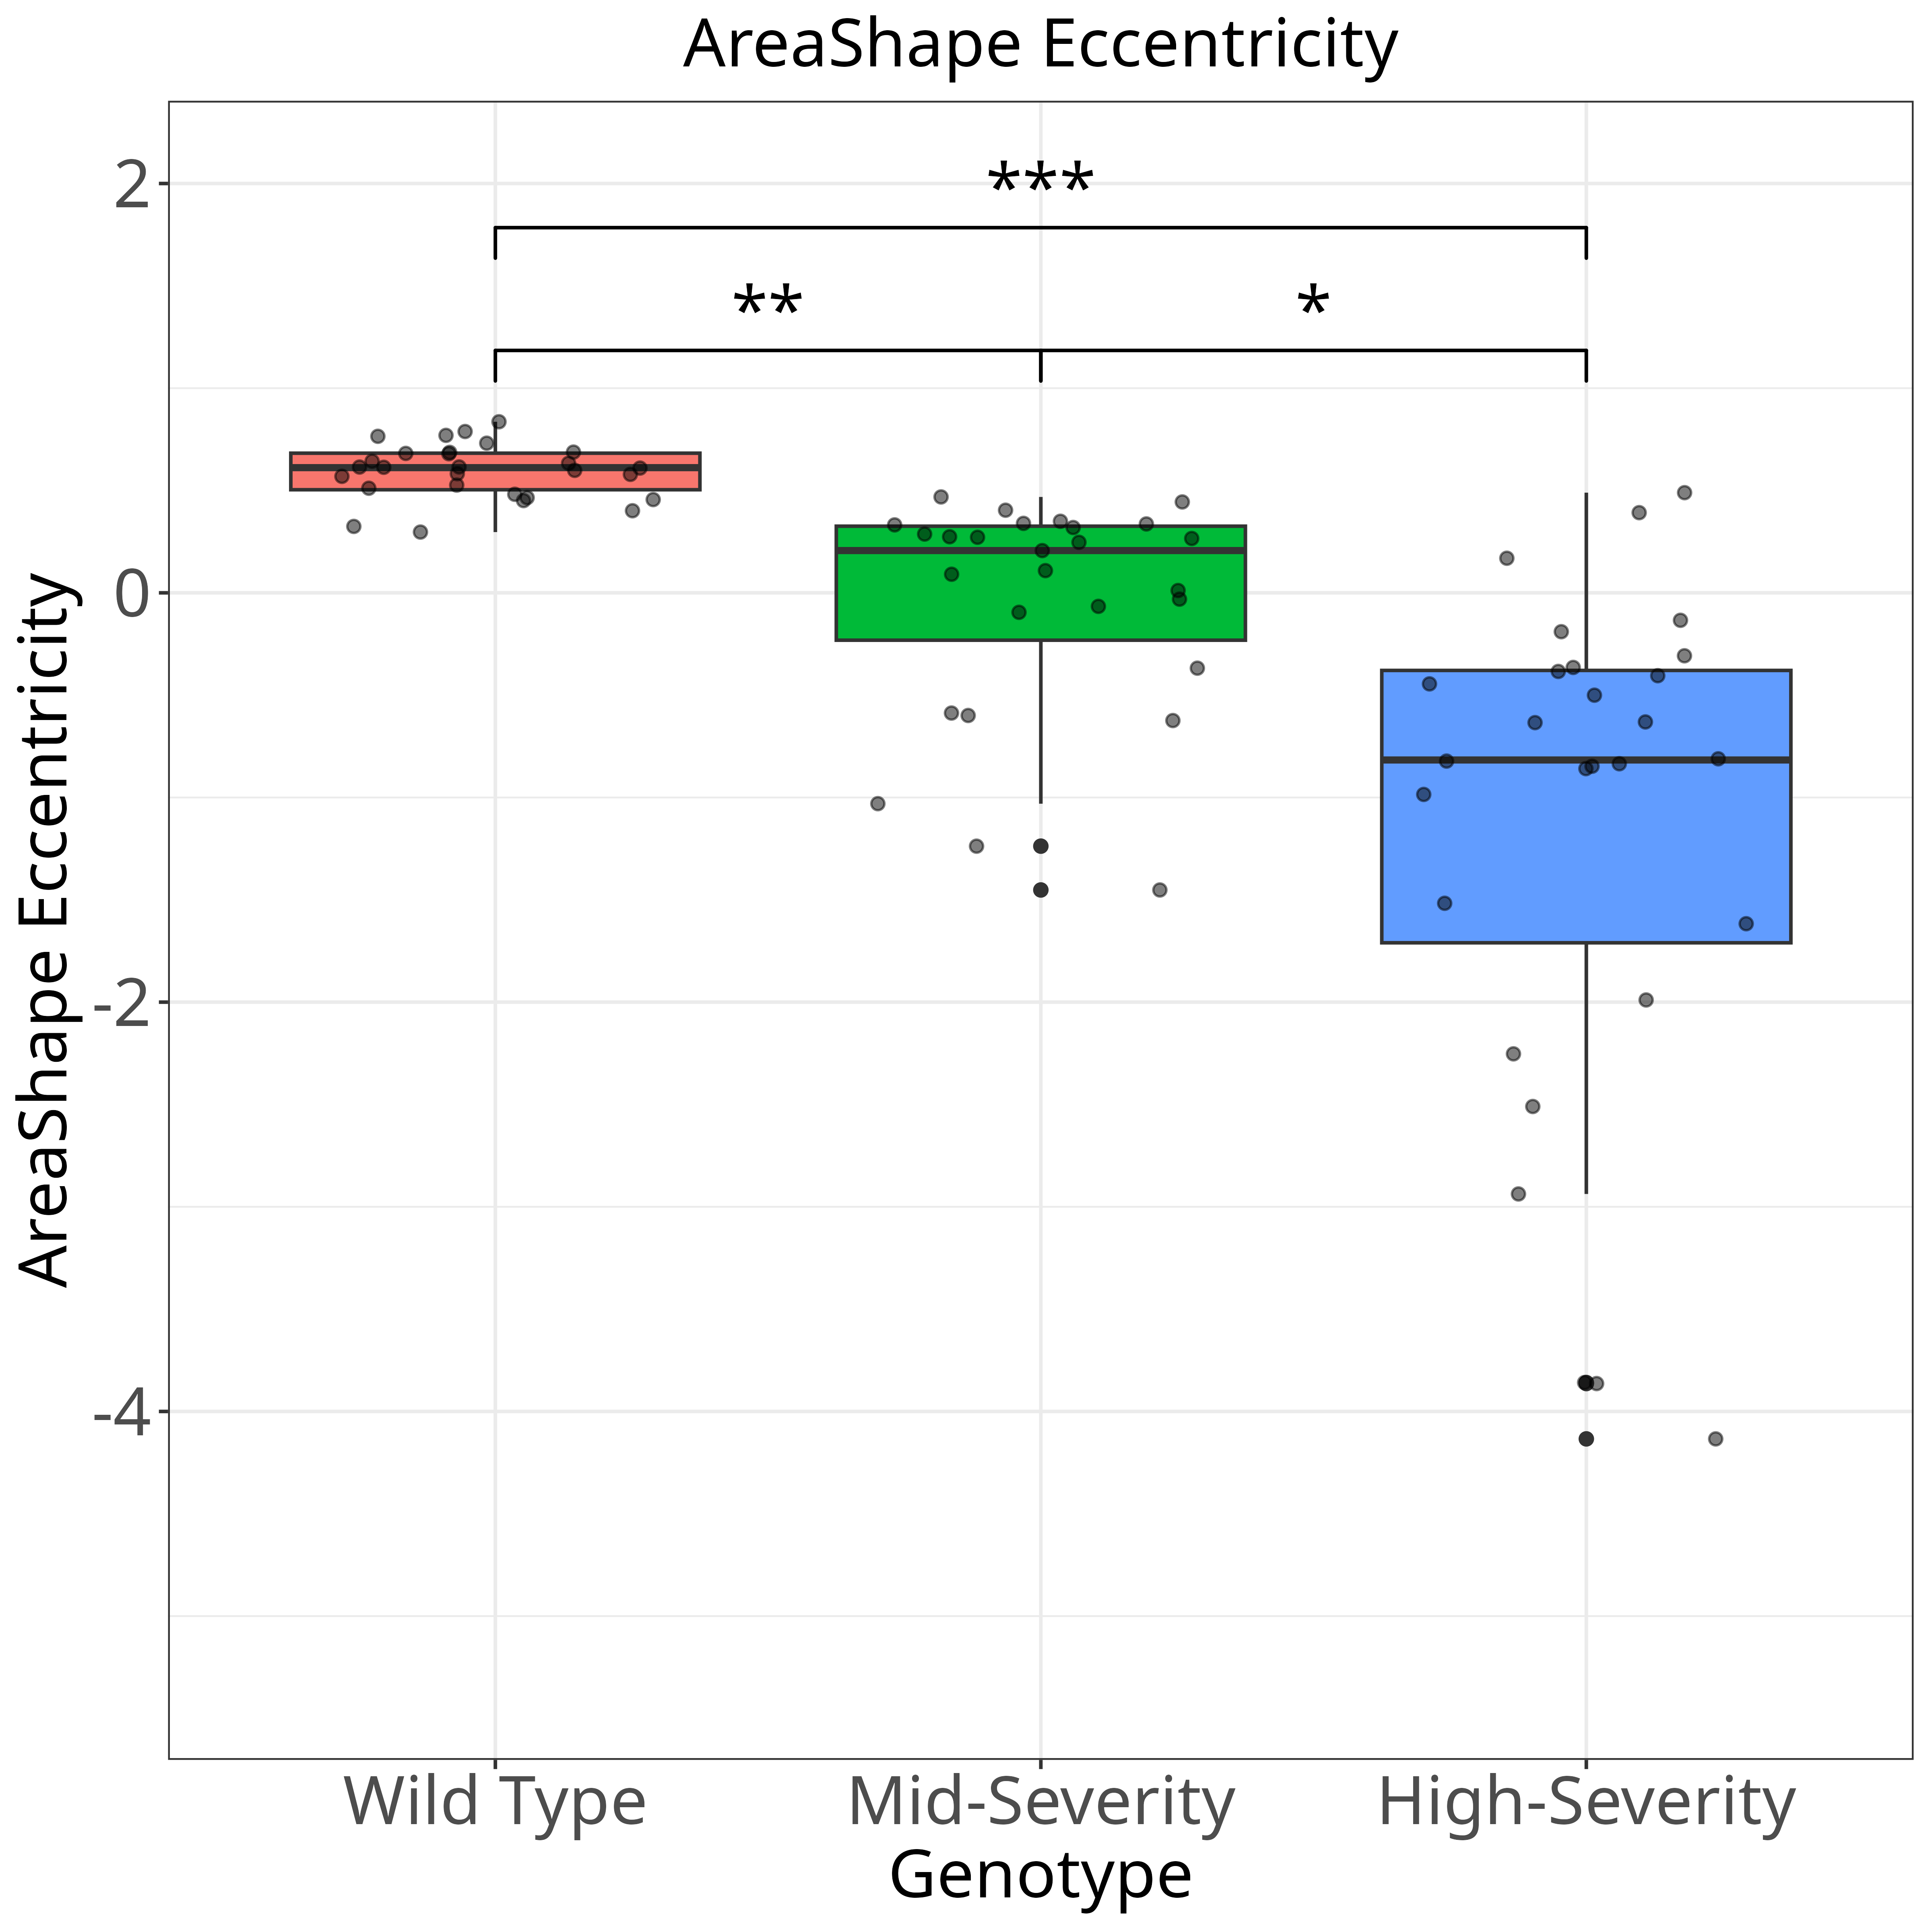 AreaShape Eccentricity
AreaShape Eccentricity
2
0
-2
-4
***
**
*
Wild Type
Mid-Severity
High-Severity
Genotype